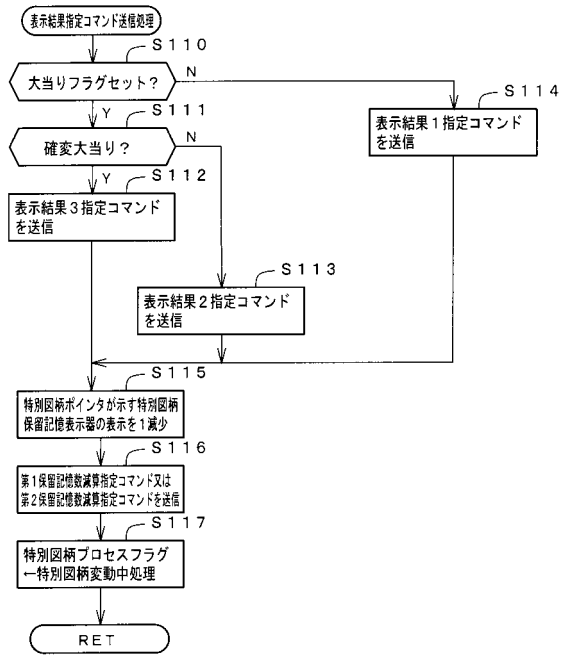 表示結果指定コマンド送信処理
S110
大当りフラグセット?
N
Y
S111
S114
表示結果1指定コマンド
を送信
確変大当り?
N
Y
S112
表示結果3指定コマンド
を送信
S113
表示結果2指定コマンド
を送信
S115
特別図柄ポインタが示す特別図柄
保留記憶表示器の表示を1減少
S116
第1保留記憶数減算指定コマンド又は
第2保留記憶数減算指定コマンドを送信
S117
特別図柄プロセスフラグ
←特別図柄変動中処理
RET